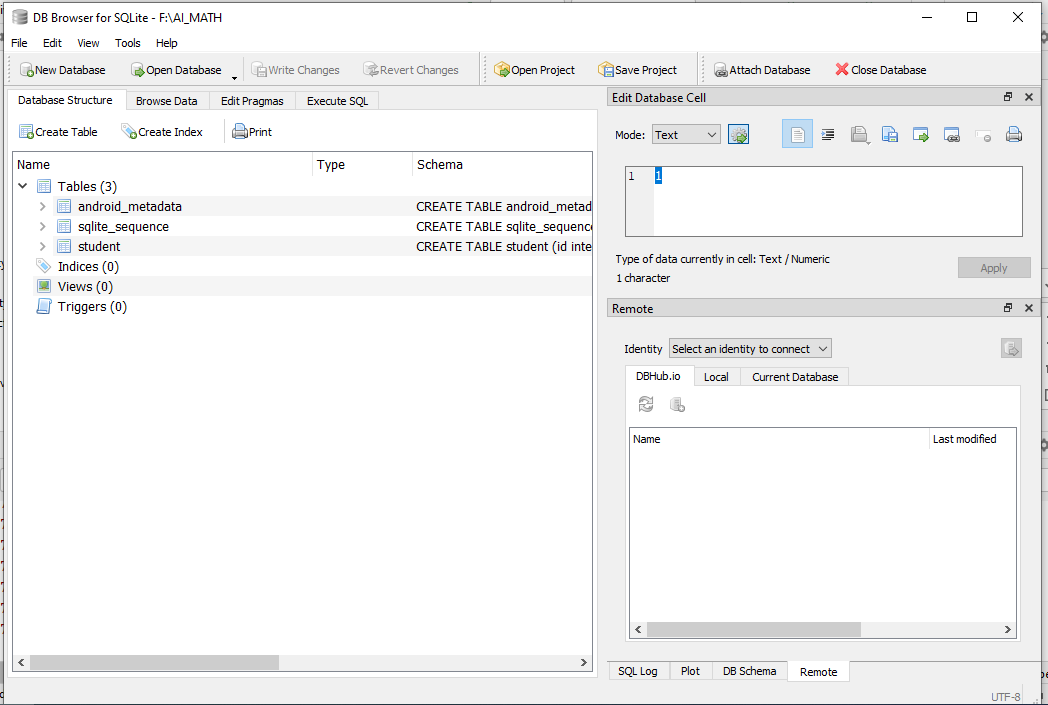 DB Browser for SQLite - F:\AI_MATH
File Edit View Tools Help
New Database Open Database Write Changes Revert Changes Open Project Save Project Attach Database Close Database
Database Structure Browse Data Edit Pragmas Execute SQL
Create Table Create Index Print
Name Type Schema
Tables (3)
android_metadata CREATE TABLE android_metad
sqlite_sequence CREATE TABLE sqlite_sequence
student CREATE TABLE student (id inte
Indices (0)
Views (0)
Triggers (0)
Edit Database Cell
Mode: Text
1 1
Type of data currently in cell: Text / Numeric
1 character
Apply
Remote
Identity Select an identity to connect
DBHub.io Local Current Database
Name Last modified
SQL Log Plot DB Schema Remote
UTF-8